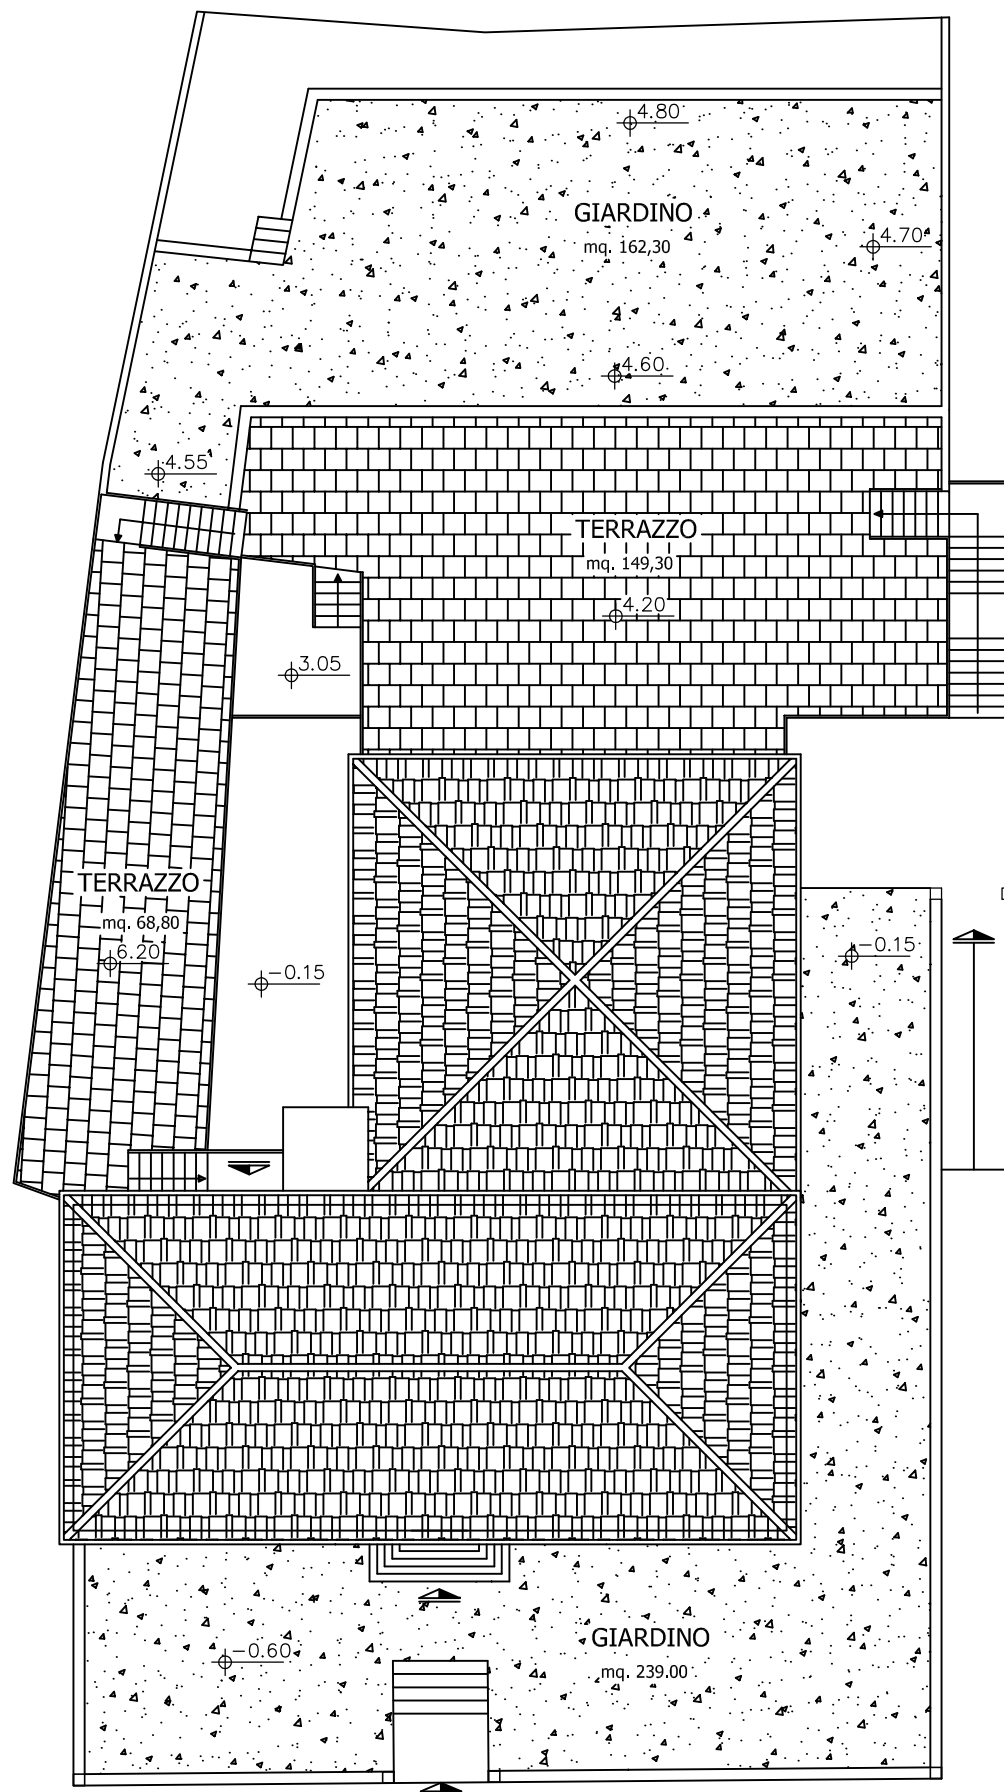 4.80
GIARDINO
mq. 162,30
4.70
4.60
4.55
TERRAZZO
mq. 149,30
4.20
3.05
TERRAZZO
mq. 68,80
6.20
-0.15
-0.15
GIARDINO
mq. 239.00
-0.60